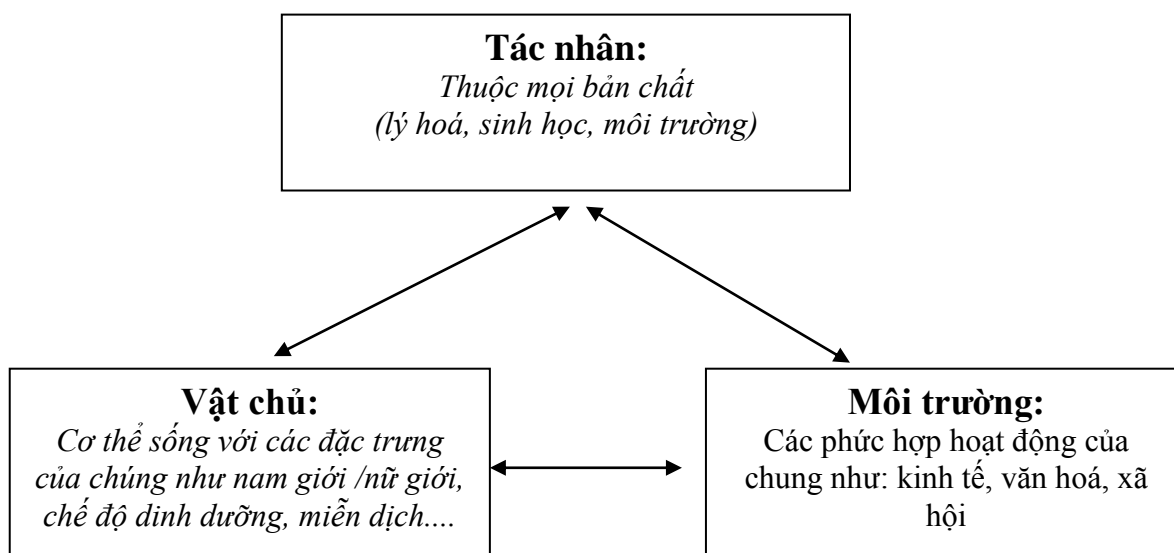 Tác nhân:
Thuộc mọi bản chất
(lý hoá, sinh học, môi trường)
Vật chủ:
Cơ thể sống với các đặc trưng
của chúng như nam giới /nữ giới,
chế độ dinh dưỡng, miễn dịch....
Môi trường:
Các phức hợp hoạt động của
chung như: kinh tế, văn hoá, xã
hội